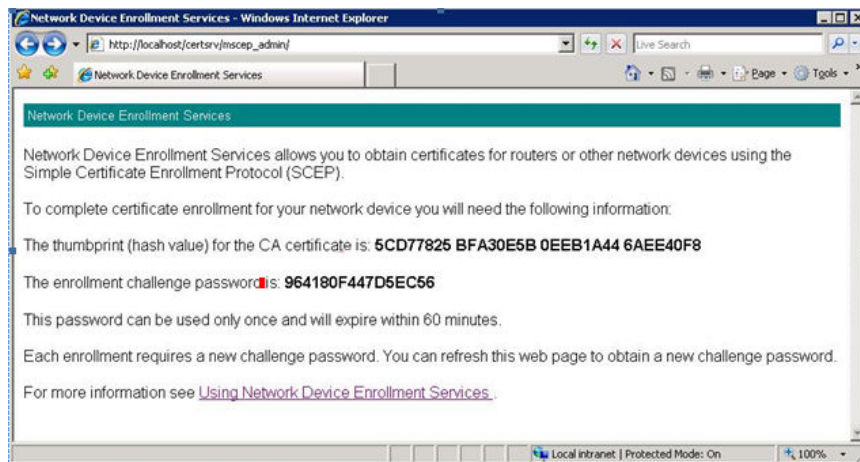 Network Device Enrollment Services - Windows Internet Explorer
http://localhost/certsrv/mscep_admin/
Live Search
Network Device Enrollment Services
Page
Tools
Network Device Enrollment Services
Network Device Enrollment Services allows you to obtain certificates for routers or other network devices using the
Simple Certificate Enrollment Protocol (SCEP).
To complete certificate enrollment for your network device you will need the following information:
The thumbprint (hash value) for the CA certificate is: 5CD77825 BFA30E5B 0EEB1A44 6AEE40F8
The enrollment challenge password is: 964180F447D5EC56
This password can be used only once and will expire within 60 minutes.
Each enrollment requires a new challenge password. You can refresh this web page to obtain a new challenge password.
For more information see Using Network Device Enrollment Services .
Local intranet | Protected Mode: On
100%